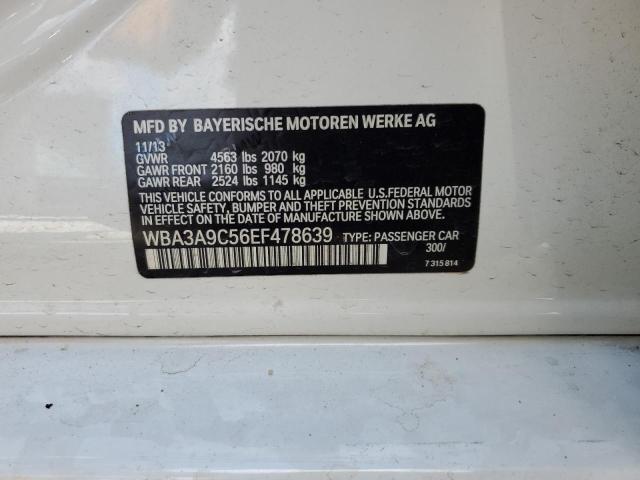 MFD BY BAYERISCHE MOTOREN WERKE AG
11/13
GVWR 4563 lbs 2070 kg
GAWR FRONT 2160 lbs 980 kg
GAWR REAR 2524 lbs 1145 kg
THIS VEHICLE CONFORMS TO ALL APPLICABLE U.S.FEDERAL MOTOR
VEHICLE SAFETY, BUMPER AND THEFT PREVENTION STANDARDS
IN EFFECT ON THE DATE OF MANUFACTURE SHOWN ABOVE.
WBA3A9C56EF478639 TYPE: PASSENGER CAR
300/
7 315 814